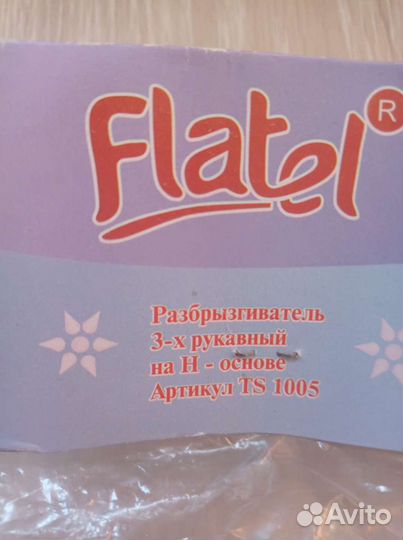 Flatel ®
Разбрызгиватель
3-х рукавный
на Н - основе
Артикул TS 1005
Avito